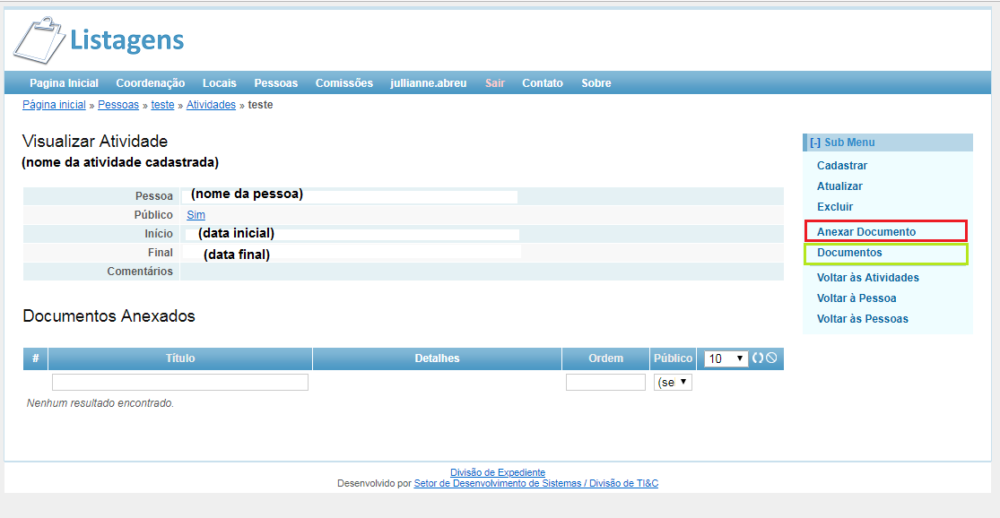 Listagens
Pagina Inicial Coordenação Locais Pessoas Comissões jullianne.abreu Sair Contato Sobre
Página inicial » Pessoas » teste » Atividades » teste
Visualizar Atividade
(nome da atividade cadastrada)
Pessoa (nome da pessoa)
Público Sim
Início (data inicial)
Final (data final)
Comentários
Documentos Anexados
# Título Detalhes Ordem Público 10
(se
Nenhum resultado encontrado.
[-] Sub Menu
Cadastrar
Atualizar
Excluir
Anexar Documento
Documentos
Voltar às Atividades
Voltar à Pessoa
Voltar às Pessoas
Divisão de Expediente
Desenvolvido por Setor de Desenvolvimento de Sistemas / Divisão de TI&C